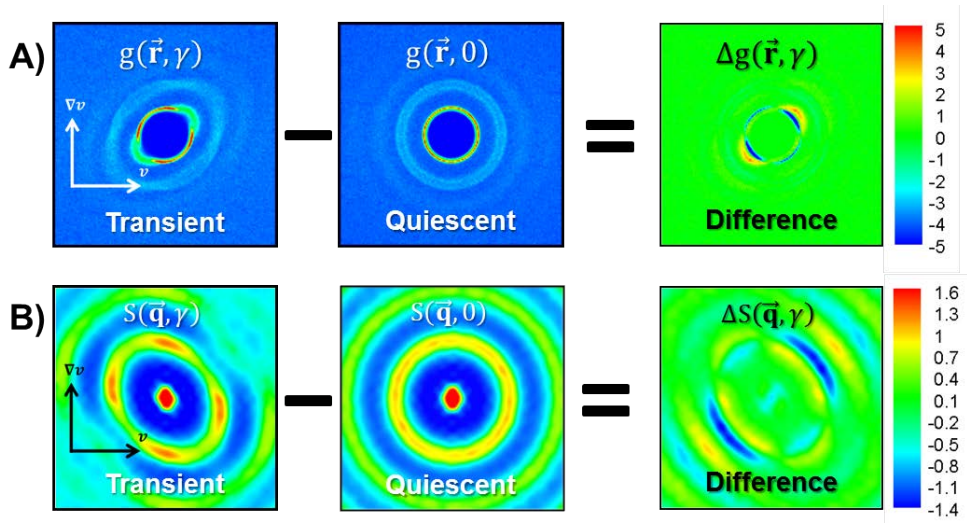 A)
g(r⃗, γ)
∇v
v
Transient
g(r⃗, 0)
Quiescent
Δg(r⃗, γ)
Difference
5
4
3
2
1
0
-1
-2
-3
-4
-5
B)
S(q⃗, γ)
∇v
v
Transient
S(q⃗, 0)
Quiescent
ΔS(q⃗, γ)
Difference
1.6
1.3
1
0.7
0.4
0.1
-0.2
-0.5
-0.8
-1.1
-1.4